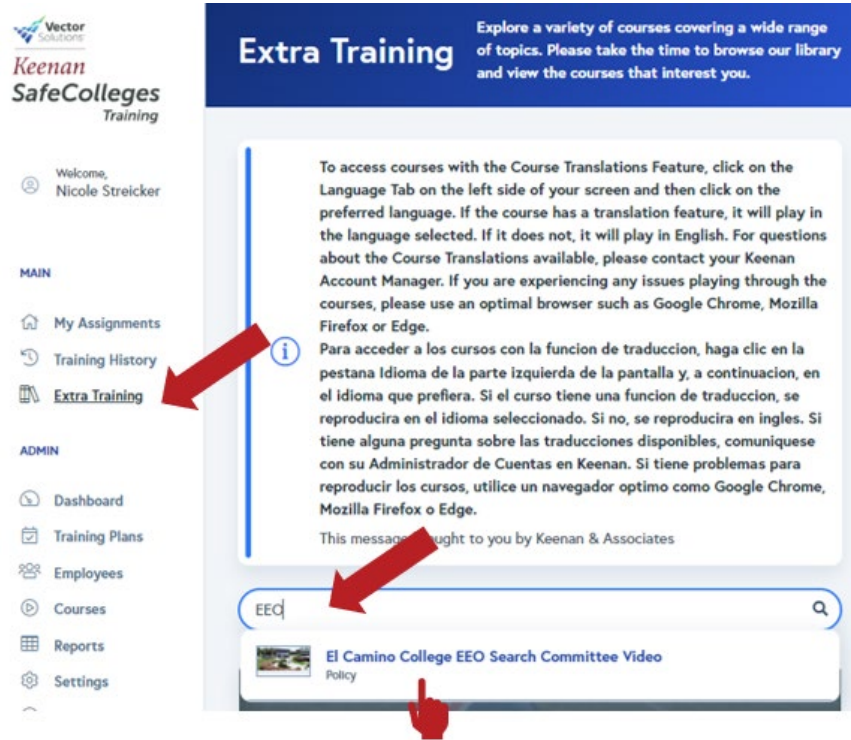 Vector
Solutions
Keenan
SafeColleges
Training
Welcome,
Nicole Streicker
MAIN
My Assignments
Training History
Extra Training
ADMIN
Dashboard
Training Plans
Employees
Courses
Reports
Settings
Extra Training
Explore a variety of courses covering a wide range
of topics. Please take the time to browse our library
and view the courses that interest you.
To access courses with the Course Translations Feature, click on the
Language Tab on the left side of your screen and then click on the
preferred language. If the course has a translation feature, it will play in
the language selected. If it does not, it will play in English. For questions
about the Course Translations available, please contact your Keenan
Account Manager. If you are experiencing any issues playing through the
courses, please use an optimal browser such as Google Chrome, Mozilla
Firefox or Edge.
Para acceder a los cursos con la funcion de traduccion, haga clic en la
pestana Idioma de la parte izquierda de la pantalla y, a continuacion, en
el idioma que prefiera. Si el curso tiene una funcion de traduccion, se
reproducira en el idioma seleccionado. Si no, se reproducira en ingles. Si
tiene alguna pregunta sobre las traducciones disponibles, comuniquese
con su Administrador de Cuentas en Keenan. Si tiene problemas para
reproducir los cursos, utilice un navegador optimo como Google Chrome,
Mozilla Firefox o Edge.
This message to you by Keenan & Associates
EEO
El Camino College EEO Search Committee Video
Policy